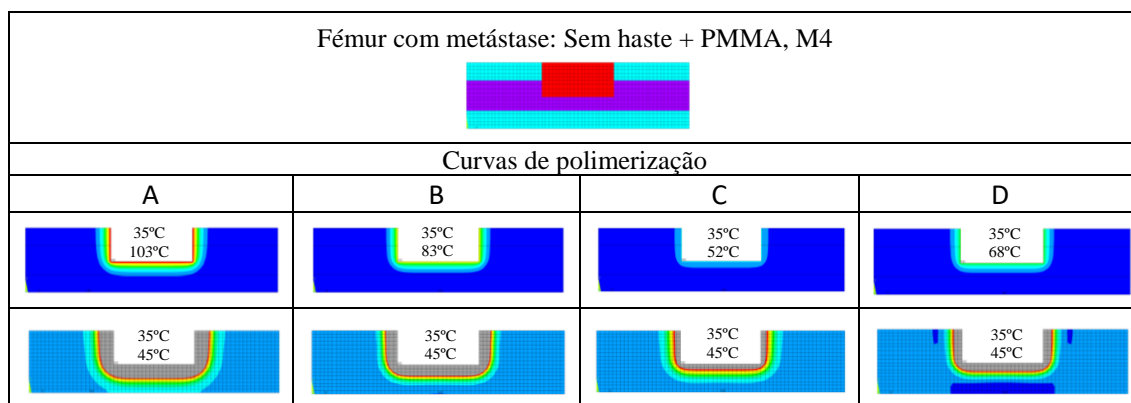 Fémur com metástase: Sem haste + PMMA, M4
Curvas de polimerização
A B C D
35ºC 35ºC 35ºC 35ºC
103ºC 83ºC 52ºC 68ºC
35ºC 35ºC 35ºC 35ºC
45ºC 45ºC 45ºC 45ºC